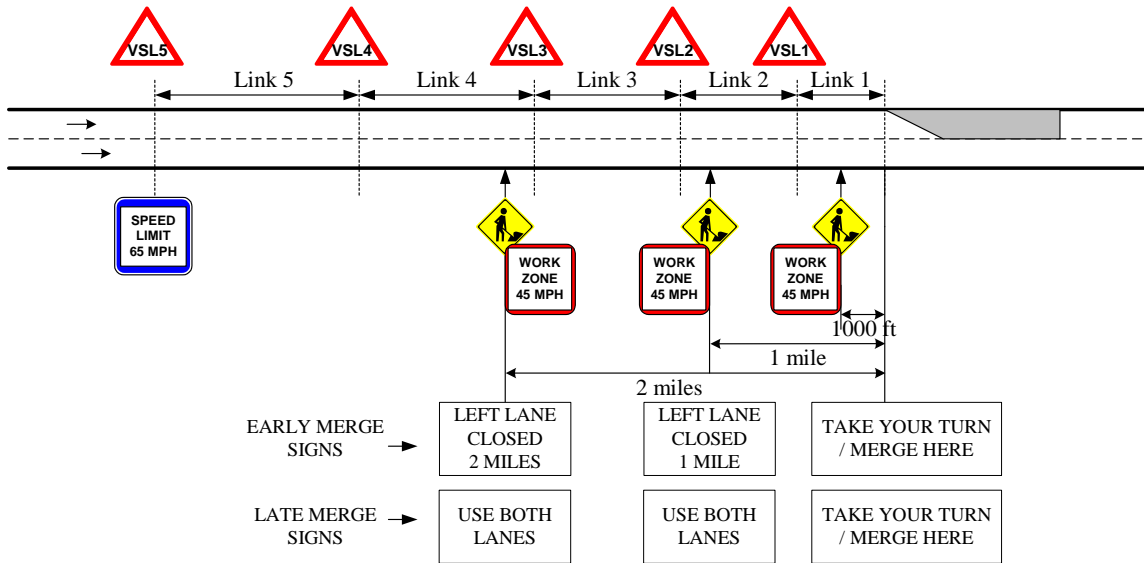 VSL5
VSL4
VSL3
VSL2
VSL1
Link 5
Link 4
Link 3
Link 2
Link 1
SPEED
LIMIT
65 MPH
WORK
ZONE
45 MPH
WORK
ZONE
45 MPH
WORK
ZONE
45 MPH
1000 ft
1 mile
2 miles
EARLY MERGE
SIGNS
LEFT LANE
CLOSED
2 MILES
LEFT LANE
CLOSED
1 MILE
TAKE YOUR TURN
/ MERGE HERE
LATE MERGE
SIGNS
USE BOTH
LANES
USE BOTH
LANES
TAKE YOUR TURN
/ MERGE HERE